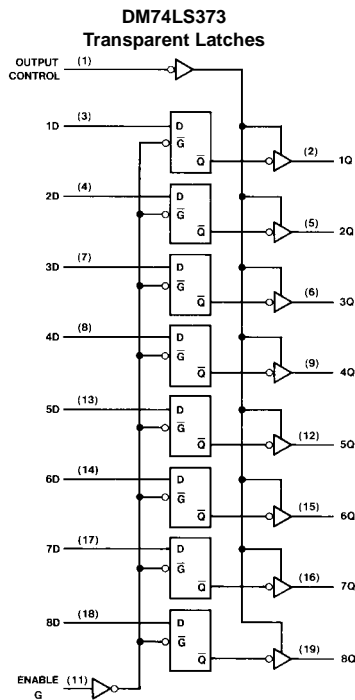 DM74LS373
Transparent Latches
OUTPUT CONTROL (1)
1D (3) D G̅ Q̅ (2) 1Q
2D (4) D G̅ Q̅ (5) 2Q
3D (7) D G̅ Q̅ (6) 3Q
4D (8) D G̅ Q̅ (9) 4Q
5D (13) D G̅ Q̅ (12) 5Q
6D (14) D G̅ Q̅ (15) 6Q
7D (17) D G̅ Q̅ (16) 7Q
8D (18) D G̅ Q̅ (19) 8Q
ENABLE G (11)